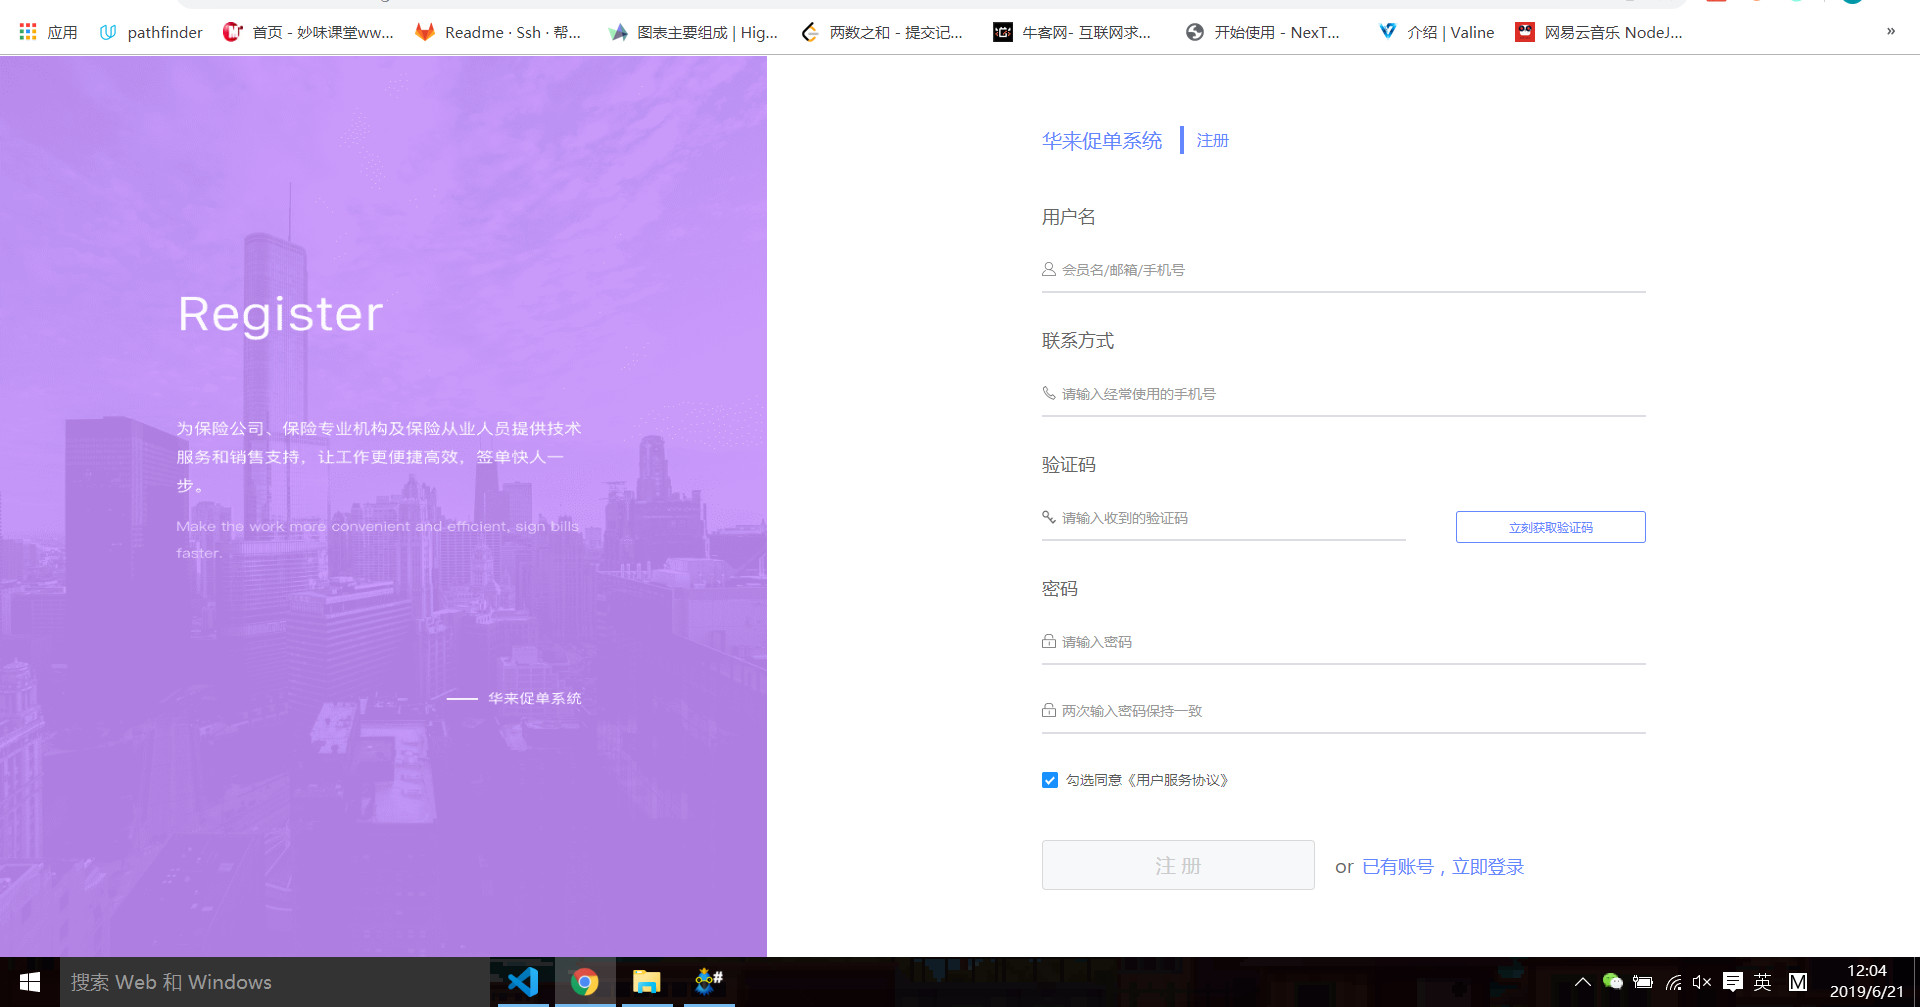 应用
pathfinder
首页 - 妙味课堂ww...
Readme · Ssh · 帮...
图表主要组成 | Hig...
两数之和 - 提交记...
牛客网- 互联网求...
开始使用 - NexT...
介绍 | Valine
网易云音乐 NodeJ...
»
Register
为保险公司、保险专业机构及保险从业人员提供技术
服务和销售支持，让工作更便捷高效，签单快人一
步。
Make the work more convenient and efficient, sign bills
faster.
华来促单系统
华来促单系统
注册
用户名
会员名/邮箱/手机号
联系方式
请输入经常使用的手机号
验证码
请输入收到的验证码
立刻获取验证码
密码
请输入密码
两次输入密码保持一致
勾选同意《用户服务协议》
注 册
or 已有账号，立即登录
搜索 Web 和 Windows
英
M
12:04
2019/6/21